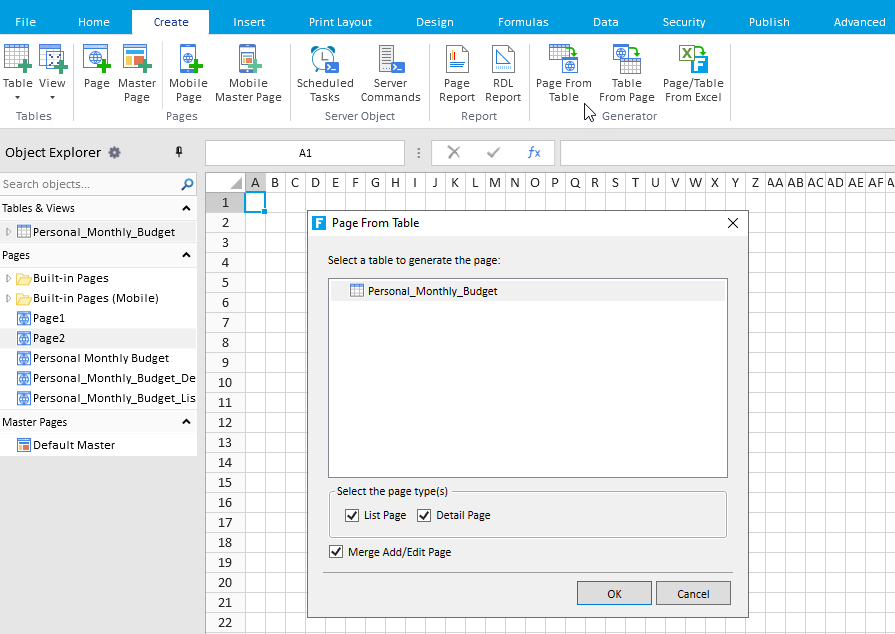 File Home Create Insert Print Layout Design Formulas Data Security Publish Advanced
Table View Page Master Page Mobile Page Mobile Master Page Scheduled Tasks Server Commands Page Report RDL Report Page From Table Table From Page Page/Table From Excel
Tables Pages Server Object Report Generator
Object Explorer A1 fx
Search objects... A B C D E F G H I J K L M N O P Q R S T U V W X Y Z AA AB AC AD AE AF A
Tables & Views
Personal_Monthly_Budget
Pages
Built-in Pages
Built-in Pages (Mobile)
Page1
Page2
Personal Monthly Budget
Personal_Monthly_Budget_De
Personal_Monthly_Budget_Lis
Master Pages
Default Master
1
2
3
4
5
6
7
8
9
10
11
12
13
14
15
16
17
18
19
20
21
22
F Page From Table
Select a table to generate the page:
Personal_Monthly_Budget
Select the page type(s)
List Page Detail Page
Merge Add/Edit Page
OK Cancel